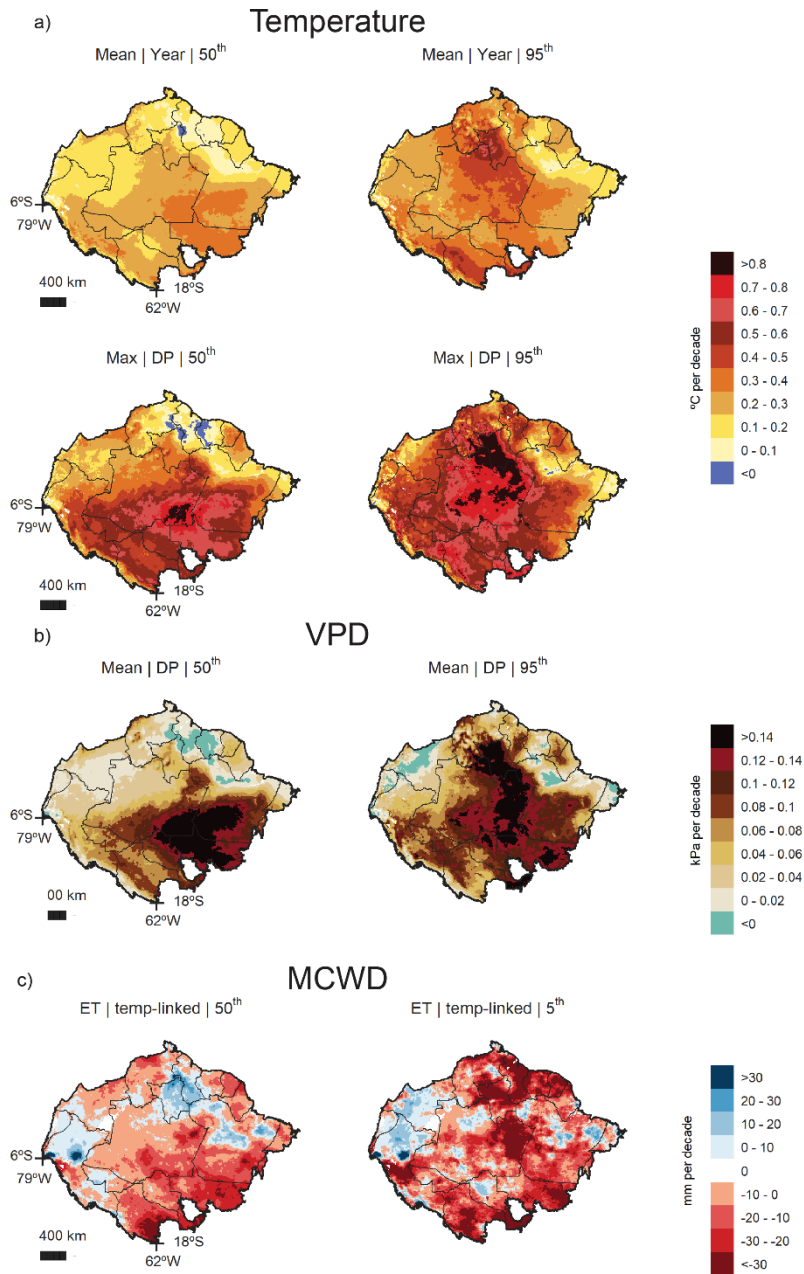 a) Temperature
Mean | Year | 50th
Mean | Year | 95th
6ºS
79ºW
400 km
18ºS
62ºW
Max | DP | 50th
Max | DP | 95th
6ºS
79ºW
400 km
18ºS
62ºW
ºC per decade
>0.8
0.7 - 0.8
0.6 - 0.7
0.5 - 0.6
0.4 - 0.5
0.3 - 0.4
0.2 - 0.3
0.1 - 0.2
0 - 0.1
<0
b) VPD
Mean | DP | 50th
Mean | DP | 95th
6ºS
79ºW
00 km
18ºS
62ºW
kPa per decade
>0.14
0.12 - 0.14
0.1 - 0.12
0.08 - 0.1
0.06 - 0.08
0.04 - 0.06
0.02 - 0.04
0 - 0.02
<0
c) MCWD
ET | temp-linked | 50th
ET | temp-linked | 5th
6ºS
79ºW
400 km
18ºS
62ºW
mm per decade
>30
20 - 30
10 - 20
0 - 10
0
-10 - 0
-20 - -10
-30 - -20
<-30